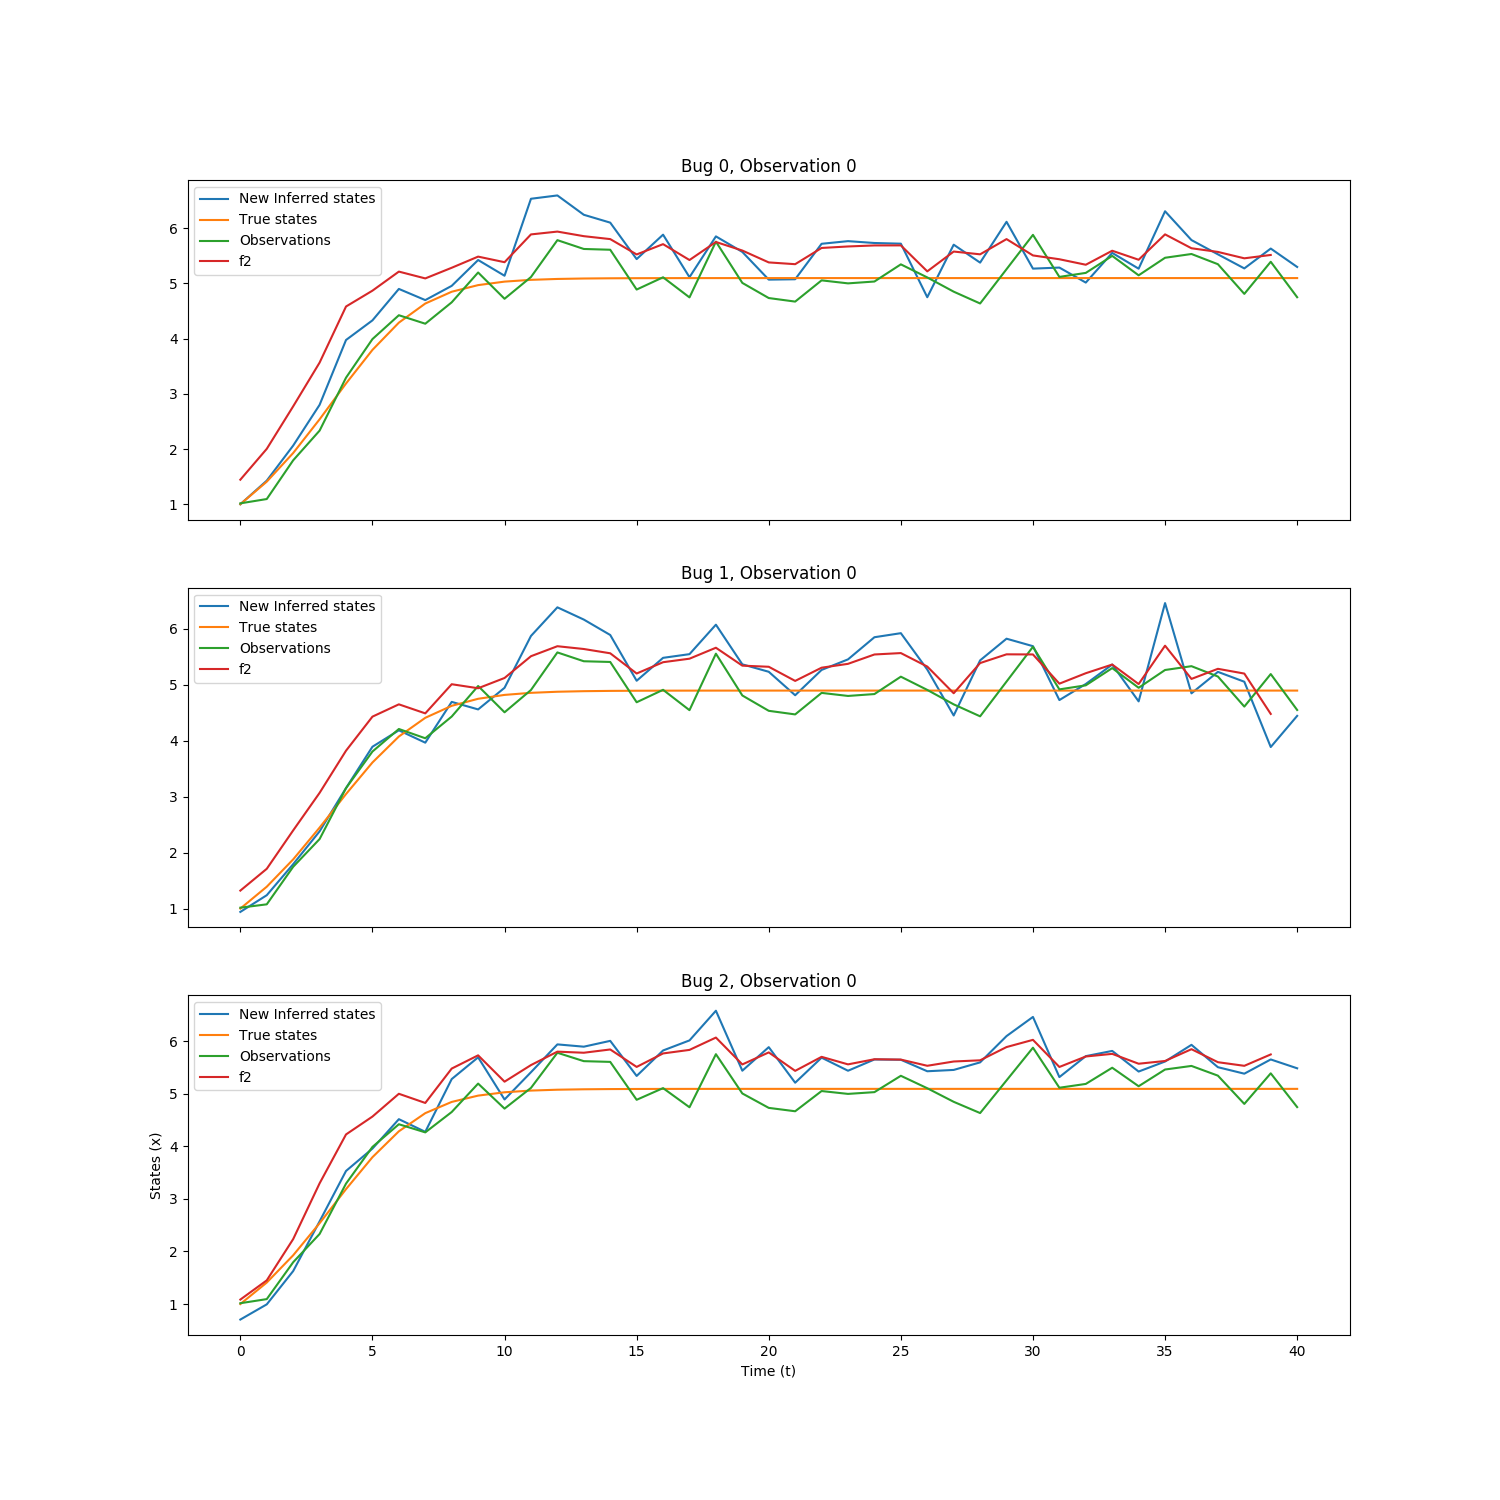 Bug 0, Observation 0
New Inferred states
True states
Observations
f2
6
5
4
3
2
1
Bug 1, Observation 0
New Inferred states
True states
Observations
f2
6
5
4
3
2
1
Bug 2, Observation 0
New Inferred states
True states
Observations
f2
6
5
4
3
2
1
States (x)
0 5 10 15 20 25 30 35 40
Time (t)